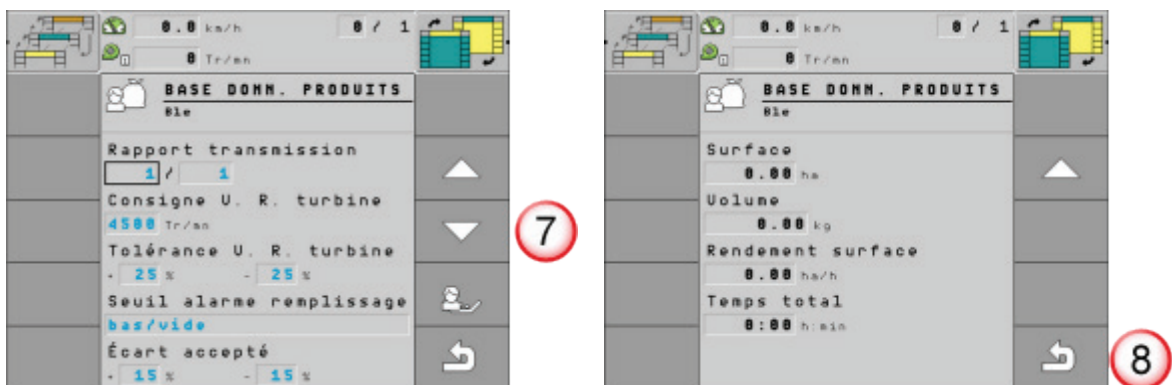 0.0 km/h 0 / 1
1 0 Tr/mn
BASE DONN. PRODUITS
Ble
Rapport transmission
1 / 1
Consigne V. R. turbine
4500 Tr/mn
Tolérance V. R. turbine
- 25 % - 25 %
Seuil alarme remplissage
bas/vide
Écart accepté
- 15 % - 15 %
7
0.0 km/h 0 / 1
1 0 Tr/mn
BASE DONN. PRODUITS
Ble
Surface
0.00 ha
Volume
0.00 kg
Rendement surface
0.00 ha/h
Temps total
0:00 h:min
8